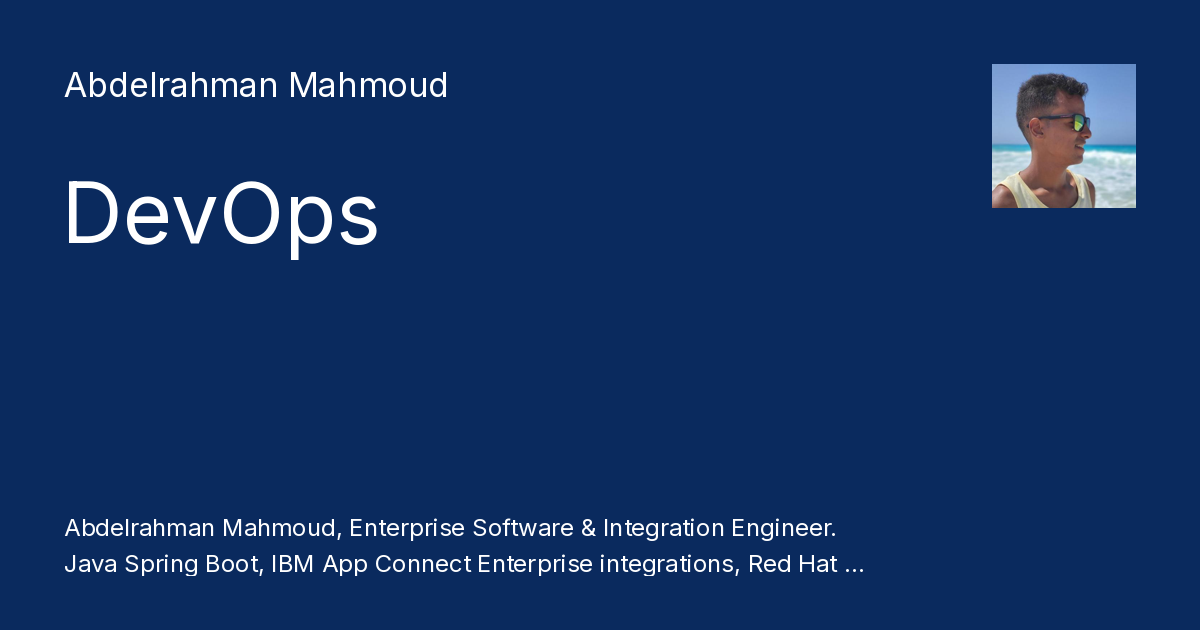 Abdelrahman Mahmoud
DevOps
Abdelrahman Mahmoud, Enterprise Software & Integration Engineer.
Java Spring Boot, IBM App Connect Enterprise integrations, Red Hat ...